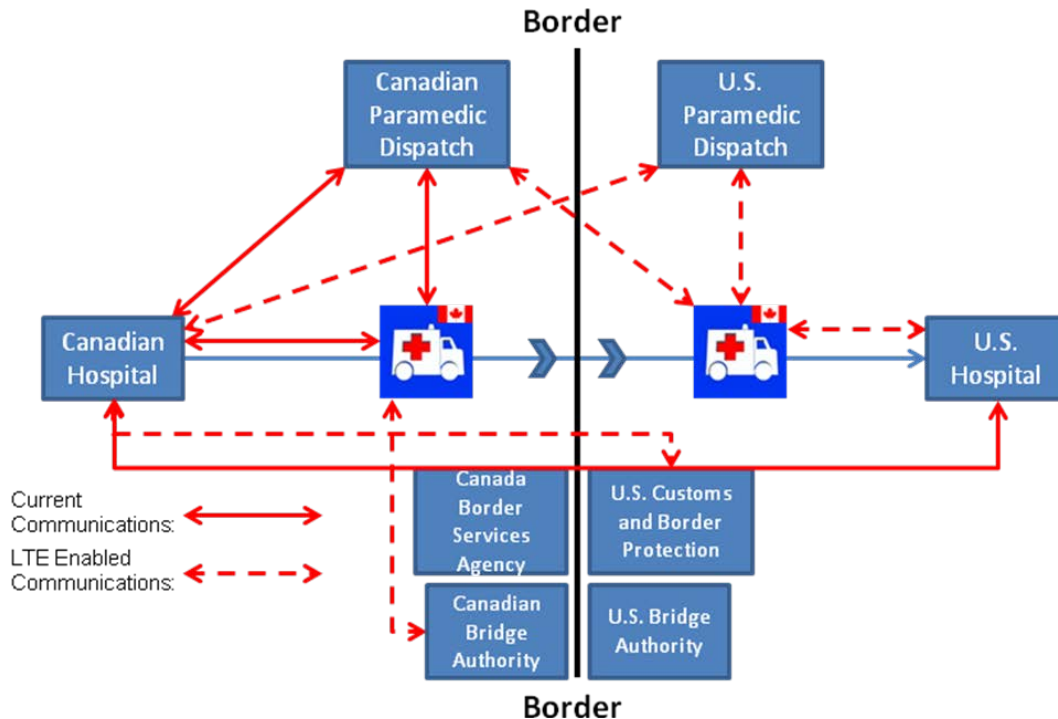 Border
Canadian
Paramedic
Dispatch
U.S.
Paramedic
Dispatch
Canadian
Hospital
U.S.
Hospital
Canada
Border
Services
Agency
U.S. Customs
and Border
Protection
Current
Communications:
LTE Enabled
Communications:
Canadian
Bridge
Authority
U.S. Bridge
Authority
Border